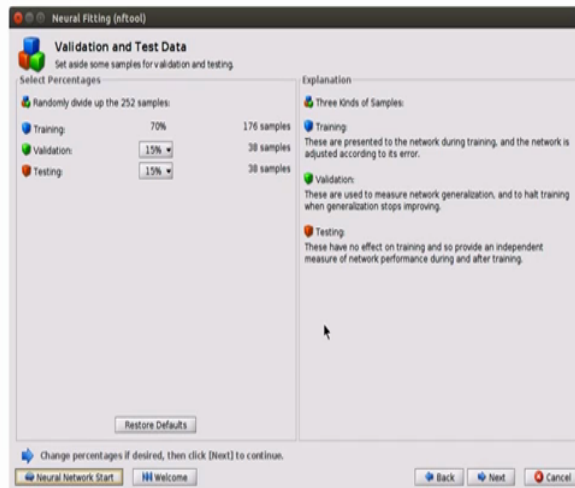 Neural Fitting (nftool)
Validation and Test Data
Set aside some samples for validation and testing.
Select Percentages
Randomly divide up the 252 samples:
Training: 70% 176 samples
Validation: 15% 38 samples
Testing: 15% 38 samples
Restore Defaults
Explanation
Three Kinds of Samples:
Training:
These are presented to the network during training, and the network is
adjusted according to its error.
Validation:
These are used to measure network generalization, and to halt training
when generalization stops improving.
Testing:
These have no effect on training and so provide an independent
measure of network performance during and after training.
Change percentages if desired, then click [Next] to continue.
Neural Network Start Welcome Back Next Cancel